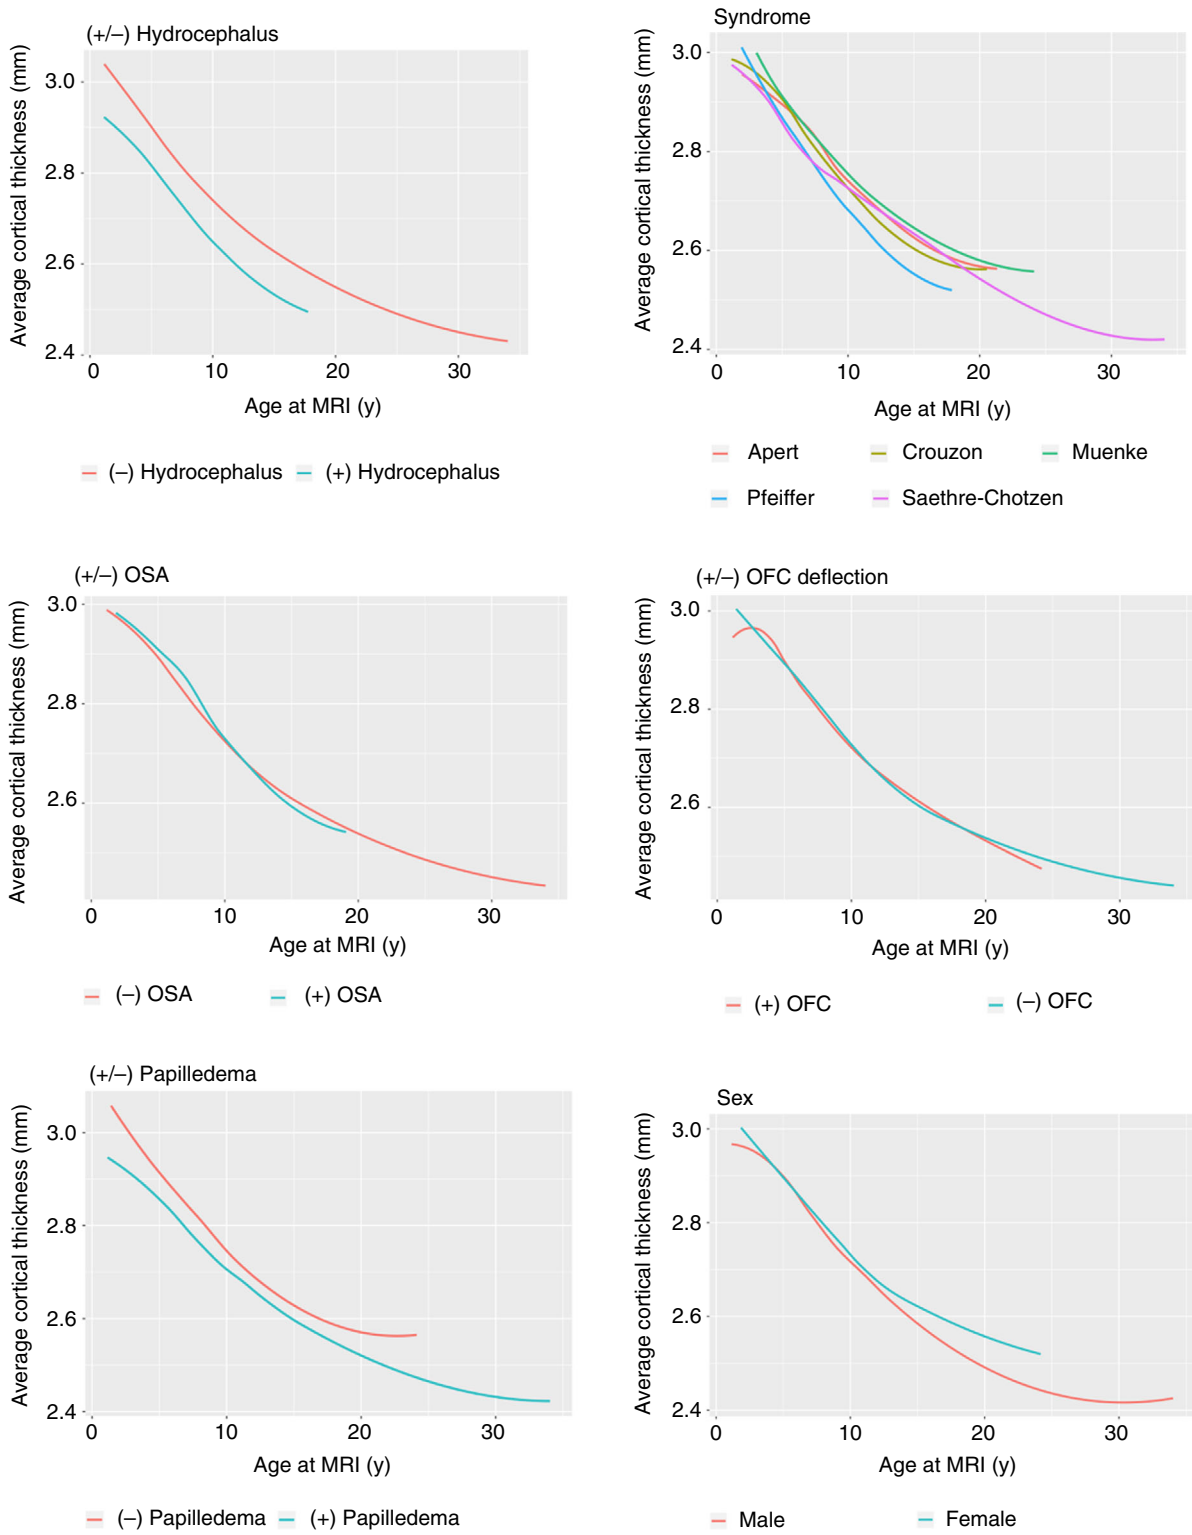 (+/–) Hydrocephalus
Average cortical thickness (mm)
3.0
2.8
2.6
2.4
0 10 20 30
Age at MRI (y)
(–) Hydrocephalus (+) Hydrocephalus
Syndrome
Average cortical thickness (mm)
3.0
2.8
2.6
2.4
0 10 20 30
Age at MRI (y)
Apert Crouzon Muenke
Pfeiffer Saethre-Chotzen
(+/–) OSA
Average cortical thickness (mm)
3.0
2.8
2.6
0 10 20 30
Age at MRI (y)
(–) OSA (+) OSA
(+/–) OFC deflection
Average cortical thickness (mm)
3.0
2.8
2.6
0 10 20 30
Age at MRI (y)
(+) OFC (–) OFC
(+/–) Papilledema
Average cortical thickness (mm)
3.0
2.8
2.6
2.4
0 10 20 30
Age at MRI (y)
(–) Papilledema (+) Papilledema
Sex
Average cortical thickness (mm)
3.0
2.8
2.6
2.4
0 10 20 30
Age at MRI (y)
Male Female